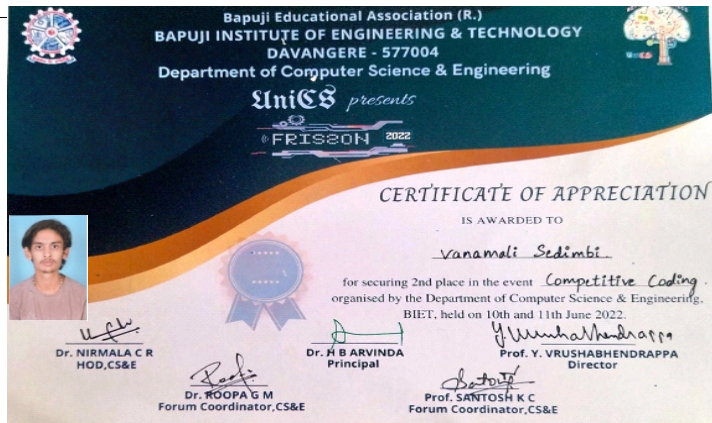 Bapuji Educational Association (R.)
BAPUJI INSTITUTE OF ENGINEERING & TECHNOLOGY
DAVANGERE - 577004
Department of Computer Science & Engineering
UniCS presents
FRISSON 2022
UniCS
CERTIFICATE OF APPRECIATION
IS AWARDED TO
Vanamali Sedimbi.
for securing 2nd place in the event Competitive Coding.
organised by the Department of Computer Science & Engineering,
BIET, held on 10th and 11th June 2022.
Dr. NIRMALA C R
HOD,CS&E
Dr. H B ARVINDA
Principal
Y Vrushabhendrappa
Prof. Y. VRUSHABHENDRAPPA
Director
Dr. ROOPA G M
Forum Coordinator,CS&E
Prof. SANTOSH K C
Forum Coordinator,CS&E